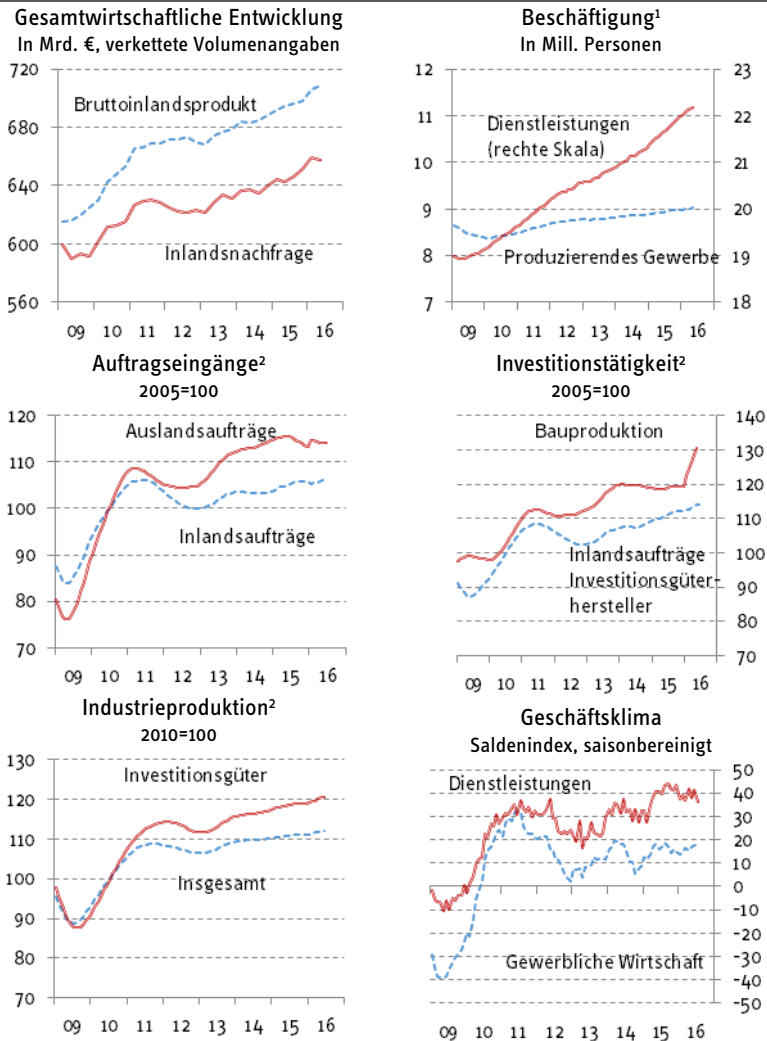 Gesamtwirtschaftliche Entwicklung
In Mrd. €, verkettete Volumenangaben
720
680
640
600
560
Bruttoinlandsprodukt
Inlandsnachfrage
09 10 11 12 13 14 15 16
Beschäftigung¹
In Mill. Personen
12
11
10
9
8
7
Dienstleistungen
(rechte Skala)
Produzierendes Gewerbe
23
22
21
20
19
18
09 10 11 12 13 14 15 16
Auftragseingänge²
2005=100
120
110
100
90
80
70
Auslandsaufträge
Inlandsaufträge
09 10 11 12 13 14 15 16
Investitionstätigkeit²
2005=100
Bauproduktion
Inlandsaufträge
Investitionsgüter-
hersteller
140
130
120
110
100
90
80
70
09 10 11 12 13 14 15 16
Industrieproduktion²
2010=100
130
120
110
100
90
80
70
Investitionsgüter
Insgesamt
09 10 11 12 13 14 15 16
Geschäftsklima
Saldenindex, saisonbereinigt
Dienstleistungen
Gewerbliche Wirtschaft
50
40
30
20
10
0
-10
-20
-30
-40
-50
09 10 11 12 13 14 15 16